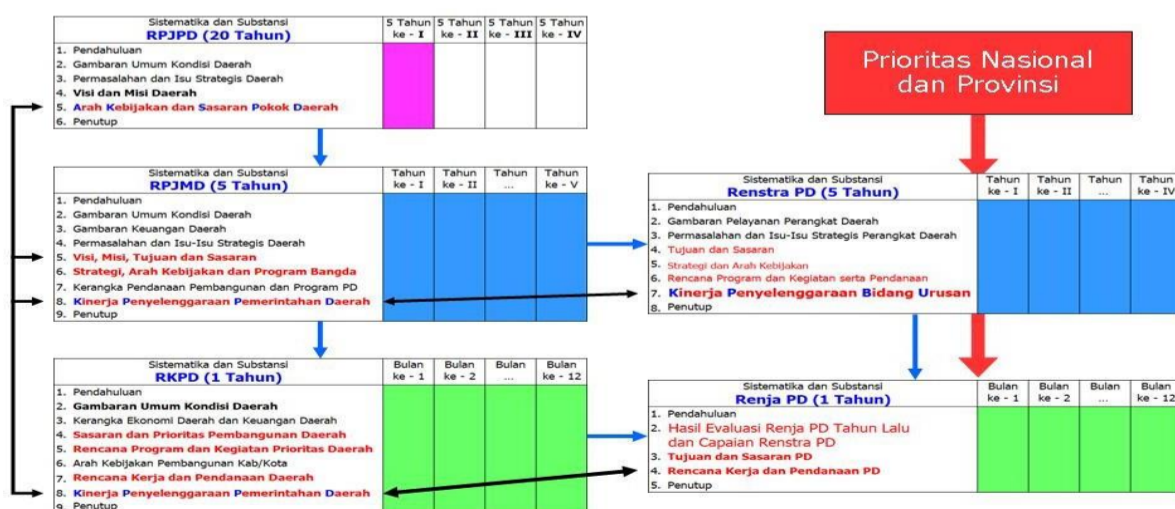 Sistematika dan Substansi
RPJPD (20 Tahun)
5 Tahun ke - I
5 Tahun ke - II
5 Tahun ke - III
5 Tahun ke - IV
1. Pendahuluan
2. Gambaran Umum Kondisi Daerah
3. Permasalahan dan Isu Strategis Daerah
4. Visi dan Misi Daerah
5. Arah Kebijakan dan Sasaran Pokok Daerah
6. Penutup
Prioritas Nasional
dan Provinsi
Sistematika dan Substansi
RPJMD (5 Tahun)
Tahun ke - I
Tahun ke - II
Tahun ...
Tahun ke - V
1. Pendahuluan
2. Gambaran Umum Kondisi Daerah
3. Gambaran Keuangan Daerah
4. Permasalahan dan Isu-Isu Strategis Daerah
5. Visi, Misi, Tujuan dan Sasaran
6. Strategi, Arah Kebijakan dan Program Bangda
7. Kerangka Pendanaan Pembangunan dan Program PD
8. Kinerja Penyelenggaraan Pemerintahan Daerah
9. Penutup
Sistematika dan Substansi
Renstra PD (5 Tahun)
Tahun ke - I
Tahun ke - II
Tahun ...
Tahun ke - IV
1. Pendahuluan
2. Gambaran Pelayanan Perangkat Daerah
3. Permasalahan dan Isu-Isu Strategis Perangkat Daerah
4. Tujuan dan Sasaran
5. Strategi dan Arah Kebijakan
6. Rencana Program dan Kegiatan serta Pendanaan
7. Kinerja Penyelenggaraan Bidang Urusan
8. Penutup
Sistematika dan Substansi
RKPD (1 Tahun)
Bulan ke - 1
Bulan ke - 2
Bulan ...
Bulan ke - 12
1. Pendahuluan
2. Gambaran Umum Kondisi Daerah
3. Kerangka Ekonomi Daerah dan Keuangan Daerah
4. Sasaran dan Prioritas Pembangunan Daerah
5. Rencana Program dan Kegiatan Prioritas Daerah
6. Arah Kebijakan Pembangunan Kab/Kota
7. Rencana Kerja dan Pendanaan Daerah
8. Kinerja Penyelenggaraan Pemerintahan Daerah
9. Penutup
Sistematika dan Substansi
Renja PD (1 Tahun)
Bulan ke - 1
Bulan ke - 2
Bulan ...
Bulan ke - 12
1. Pendahuluan
2. Hasil Evaluasi Renja PD Tahun Lalu
dan Capaian Renstra PD
3. Tujuan dan Sasaran PD
4. Rencana Kerja dan Pendanaan PD
5. Penutup